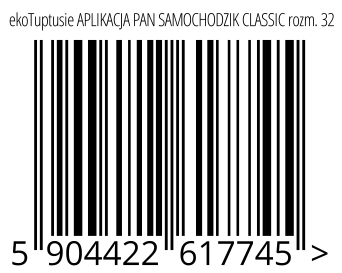 ekoTuptusie APLIKACJA PAN SAMOCHODZIK CLASSIC rozm. 32
5 904422 617745 >